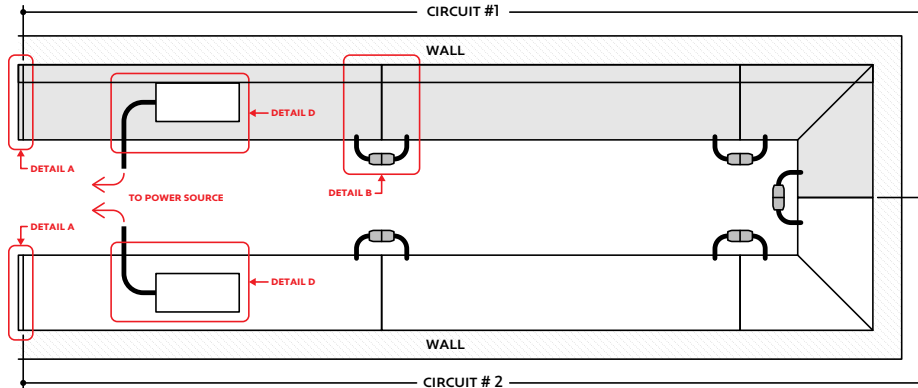 CIRCUIT #1
WALL
DETAIL D
DETAIL A
DETAIL B
TO POWER SOURCE
DETAIL A
DETAIL D
WALL
CIRCUIT # 2